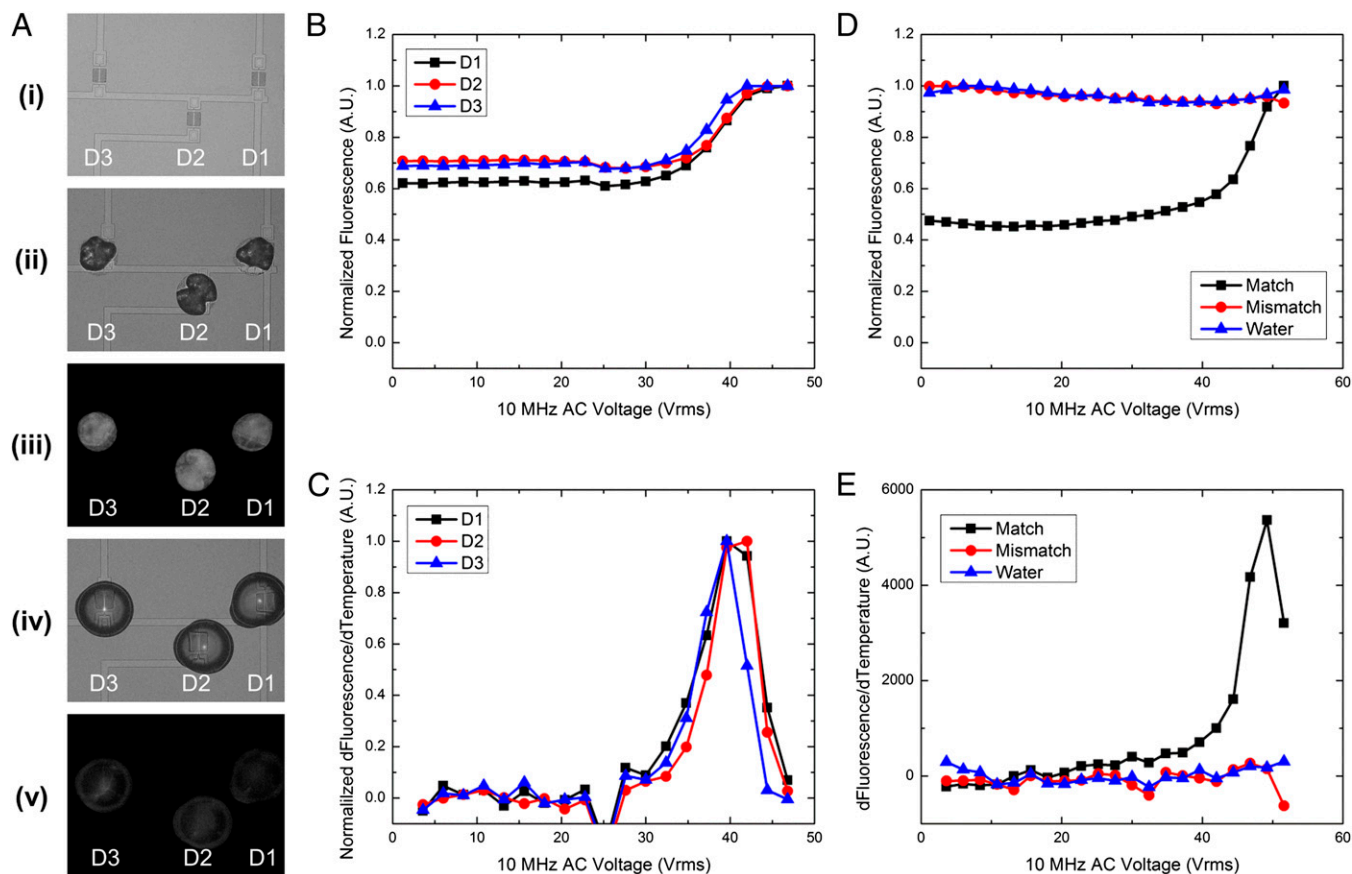 A
(i)
D3
D2
D1
(ii)
D3
D2
D1
(iii)
D3
D2
D1
(iv)
D3
D2
D1
(v)
D3
D2
D1
B
Normalized Fluorescence (A.U.)
1.2
1.0
0.8
0.6
0.4
0.2
0.0
D1
D2
D3
0
10
20
30
40
50
10 MHz AC Voltage (Vrms)
C
Normalilzed dFluorescence/dTemperature (A.U.)
1.2
1.0
0.8
0.6
0.4
0.2
0.0
D1
D2
D3
0
10
20
30
40
50
10 MHz AC Voltage (Vrms)
D
Normalized Fluorescence (A.U.)
1.2
1.0
0.8
0.6
0.4
0.2
0.0
Match
Mismatch
Water
0
20
40
60
10 MHz AC Voltage (Vrms)
E
dFluorescence/dTemperature (A.U.)
6000
4000
2000
0
Match
Mismatch
Water
0
20
40
60
10 MHz AC Voltage (Vrms)